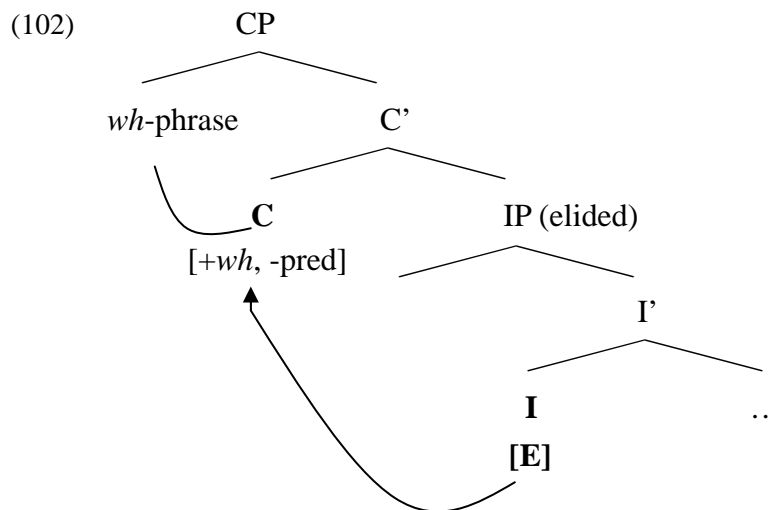 (102) CP
wh-phrase C’
C IP (elided)
[+wh, -pred]
I’
I ..
[E]